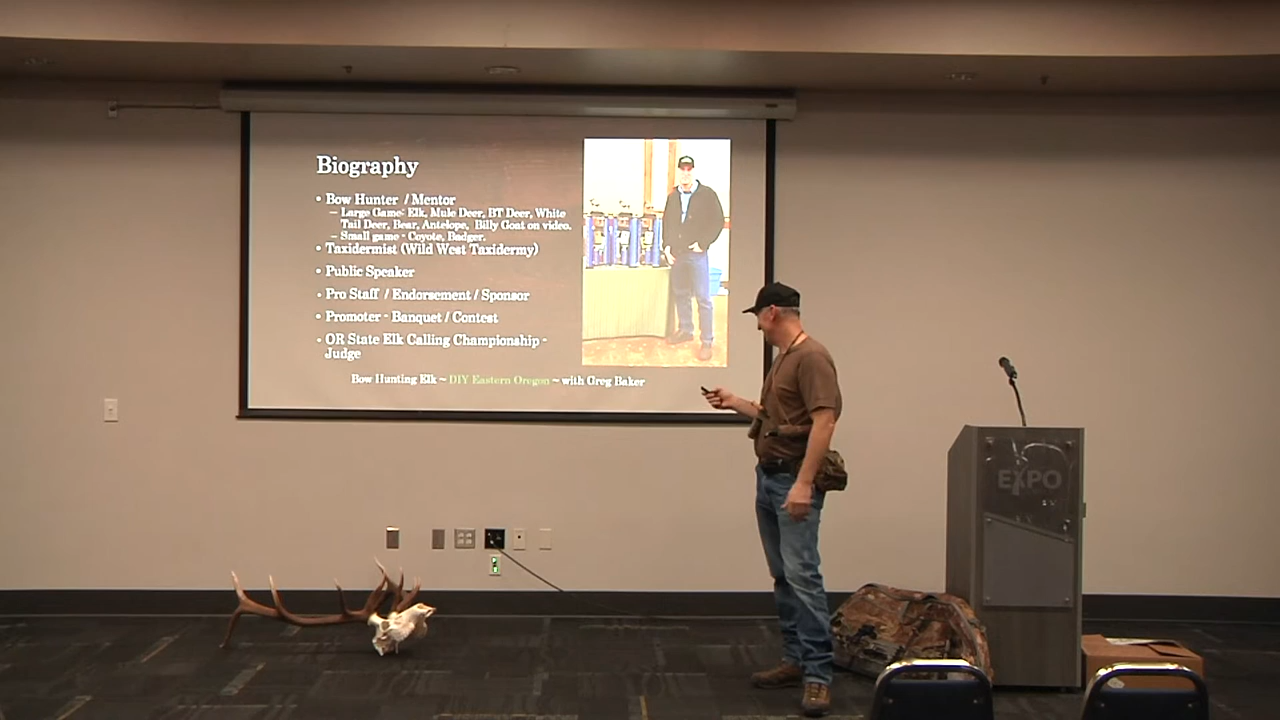 Biography
• Bow Hunter / Mentor
– Large Game: Elk, Mule Deer, BT Deer, White
Tail Deer, Bear, Antelope, Billy Goat on video.
– Small game - Coyote, Badger.
• Taxidermist (Wild West Taxidermy)
• Public Speaker
• Pro Staff / Endorsement / Sponsor
• Promoter - Banquet / Contest
• OR State Elk Calling Championship -
Judge
Bow Hunting Elk ~ DIY Eastern Oregon ~ with Greg Baker
EXPO